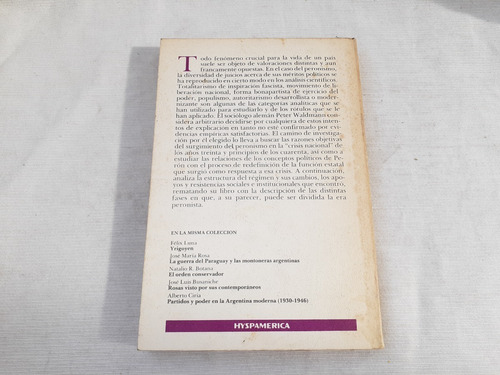 Todo fenómeno crucial para la vida de un país
suele ser objeto de valoraciones distintas y aun
francamente opuestas. En el caso del peronismo,
la diversidad de juicios acerca de sus méritos políticos se
ha reproducido en cierto modo en los análisis científicos.
Totalitarismo de inspiración fascista, movimiento de li-
beración nacional, forma bonapartista de ejercicio del
poder, populismo, autoritarismo desarrollista o moder-
nizante son algunas de las categorías analíticas que se
han utilizado para estudiarlo y de los rótulos que se le
han aplicado. El sociólogo alemán Peter Waldmann co-
nsidera arbitrario decidirse por cualquiera de estos inten-
tos de explicación en tanto no esté confirmado por evi-
dencias empíricas satisfactorias. El camino de investiga-
ción por él elegido lo lleva a buscar las razones objetivas
del surgimiento del peronismo en la "crisis nacional" de
los años treinta y principios de los cuarenta, así como a
estudiar las relaciones de los conceptos políticos de Pe-
rón con el proceso de redefinición de la función estatal
que surgió como respuesta a esa crisis. A continuación,
analiza la estructura del régimen y sus cambios, los apo-
yos y resistencias sociales e institucionales que encontró,
rematando su libro con la descripción de las distintas
fases en que, a su parecer, puede ser dividida la era
peronista.
EN LA MISMA COLECCION
Félix Luna
Yrigoyen
José María Rosa
La guerra del Paraguay y las montoneras argentinas
Natalio R. Botana
El orden conservador
José Luis Busaniche
Rosas visto por sus contemporáneos
Alberto Ciria
Partidos y poder en la Argentina moderna (1930-1946)
HYSPAMERICA